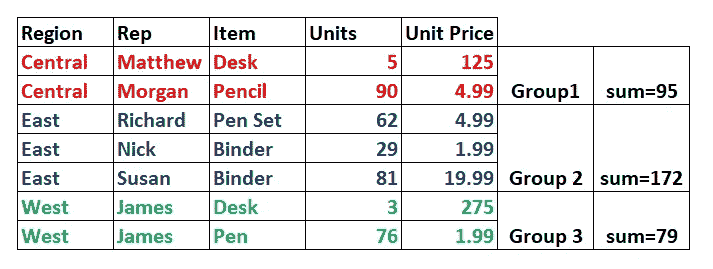 Region Rep Item Units Unit Price
Central Matthew Desk 5 125
Central Morgan Pencil 90 4.99 Group1 sum=95
East Richard Pen Set 62 4.99
East Nick Binder 29 1.99
East Susan Binder 81 19.99 Group 2 sum=172
West James Desk 3 275
West James Pen 76 1.99 Group 3 sum=79